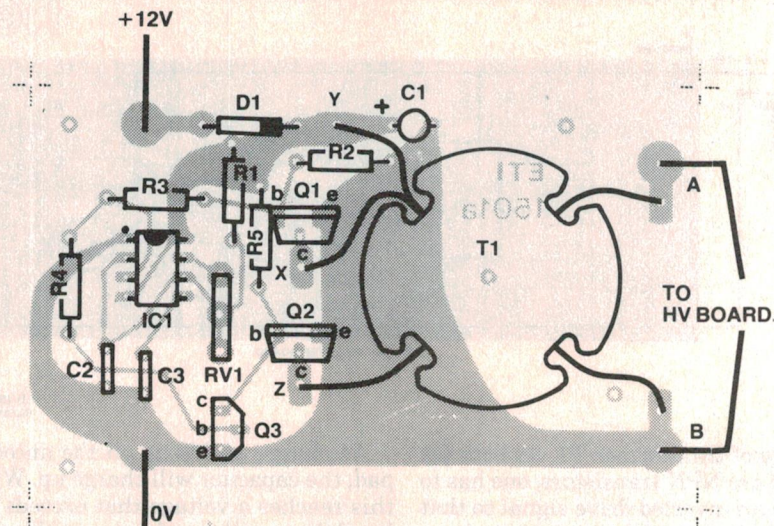 +12V
D1
Y
+
C1
R3
R1
R2
b
Q1
e
ETI
1501a
A
R4
R5
c
X
T1
IC1
TO
HV BOARD.
Q2
b
e
C2
C3
RV1
c
Z
c
b
Q3
e
B
0V